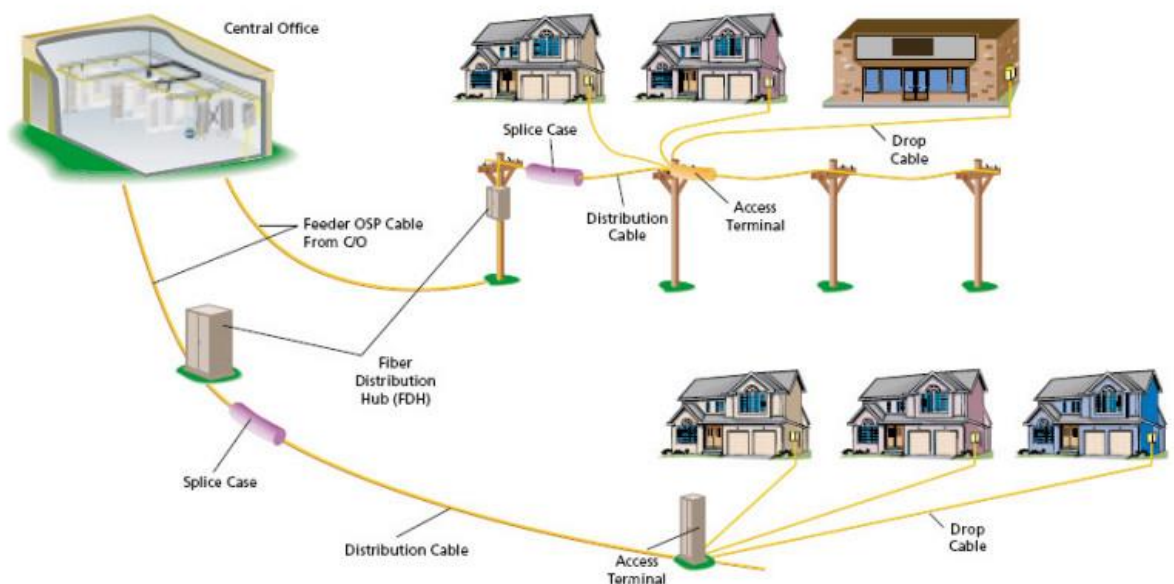 Central Office
Splice Case
Drop
Cable
Distribution
Cable
Access
Terminal
Feeder OSP Cable
From C/O
Fiber
Distribution
Hub (FDH)
Splice Case
Distribution Cable
Access
Terminal
Drop
Cable